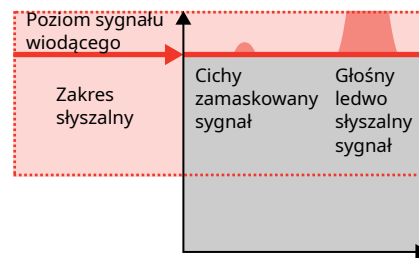 Poziom sygnału
wiodącego
Zakres
słyszalny
Cichy
zamaskowany
sygnał
Głośny
ledwo
słyszalny
sygnał